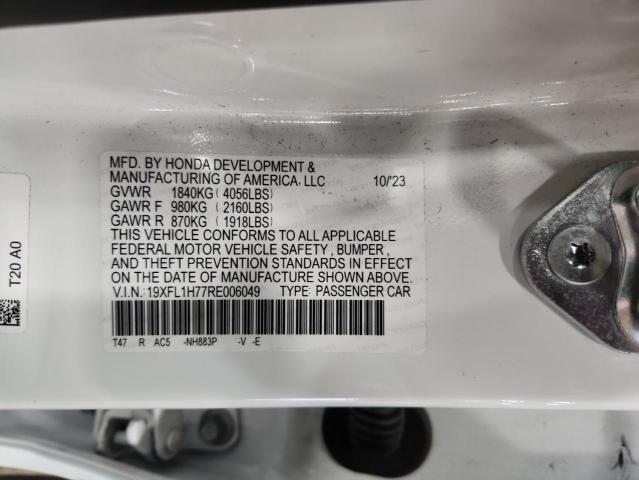 MFD. BY HONDA DEVELOPMENT &
MANUFACTURING OF AMERICA, LLC 10/'23
GVWR 1840KG ( 4056LBS)
GAWR F 980KG ( 2160LBS)
GAWR R 870KG ( 1918LBS)
THIS VEHICLE CONFORMS TO ALL APPLICABLE
FEDERAL MOTOR VEHICLE SAFETY , BUMPER ,
AND THEFT PREVENTION STANDARDS IN EFFECT
ON THE DATE OF MANUFACTURE SHOWN ABOVE.
V.I.N.: 19XFL1H77RE006049 TYPE: PASSENGER CAR
T47 R AC5 -NH883P -V -E
T20 A0